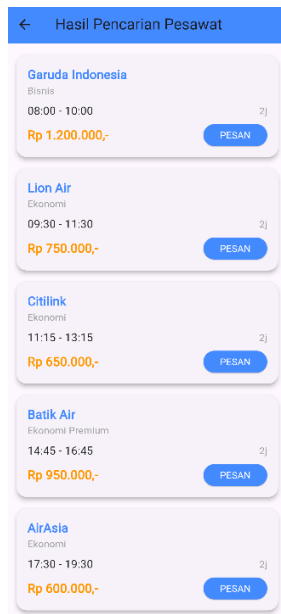 Hasil Pencarian Pesawat
Garuda Indonesia
Bisnis
08:00 - 10:00 2j
Rp 1.200.000,- PESAN
Lion Air
Ekonomi
09:30 - 11:30 2j
Rp 750.000,- PESAN
Citilink
Ekonomi
11:15 - 13:15 2j
Rp 650.000,- PESAN
Batik Air
Ekonomi Premium
14:45 - 16:45 2j
Rp 950.000,- PESAN
AirAsia
Ekonomi
17:30 - 19:30 2j
Rp 600.000,- PESAN